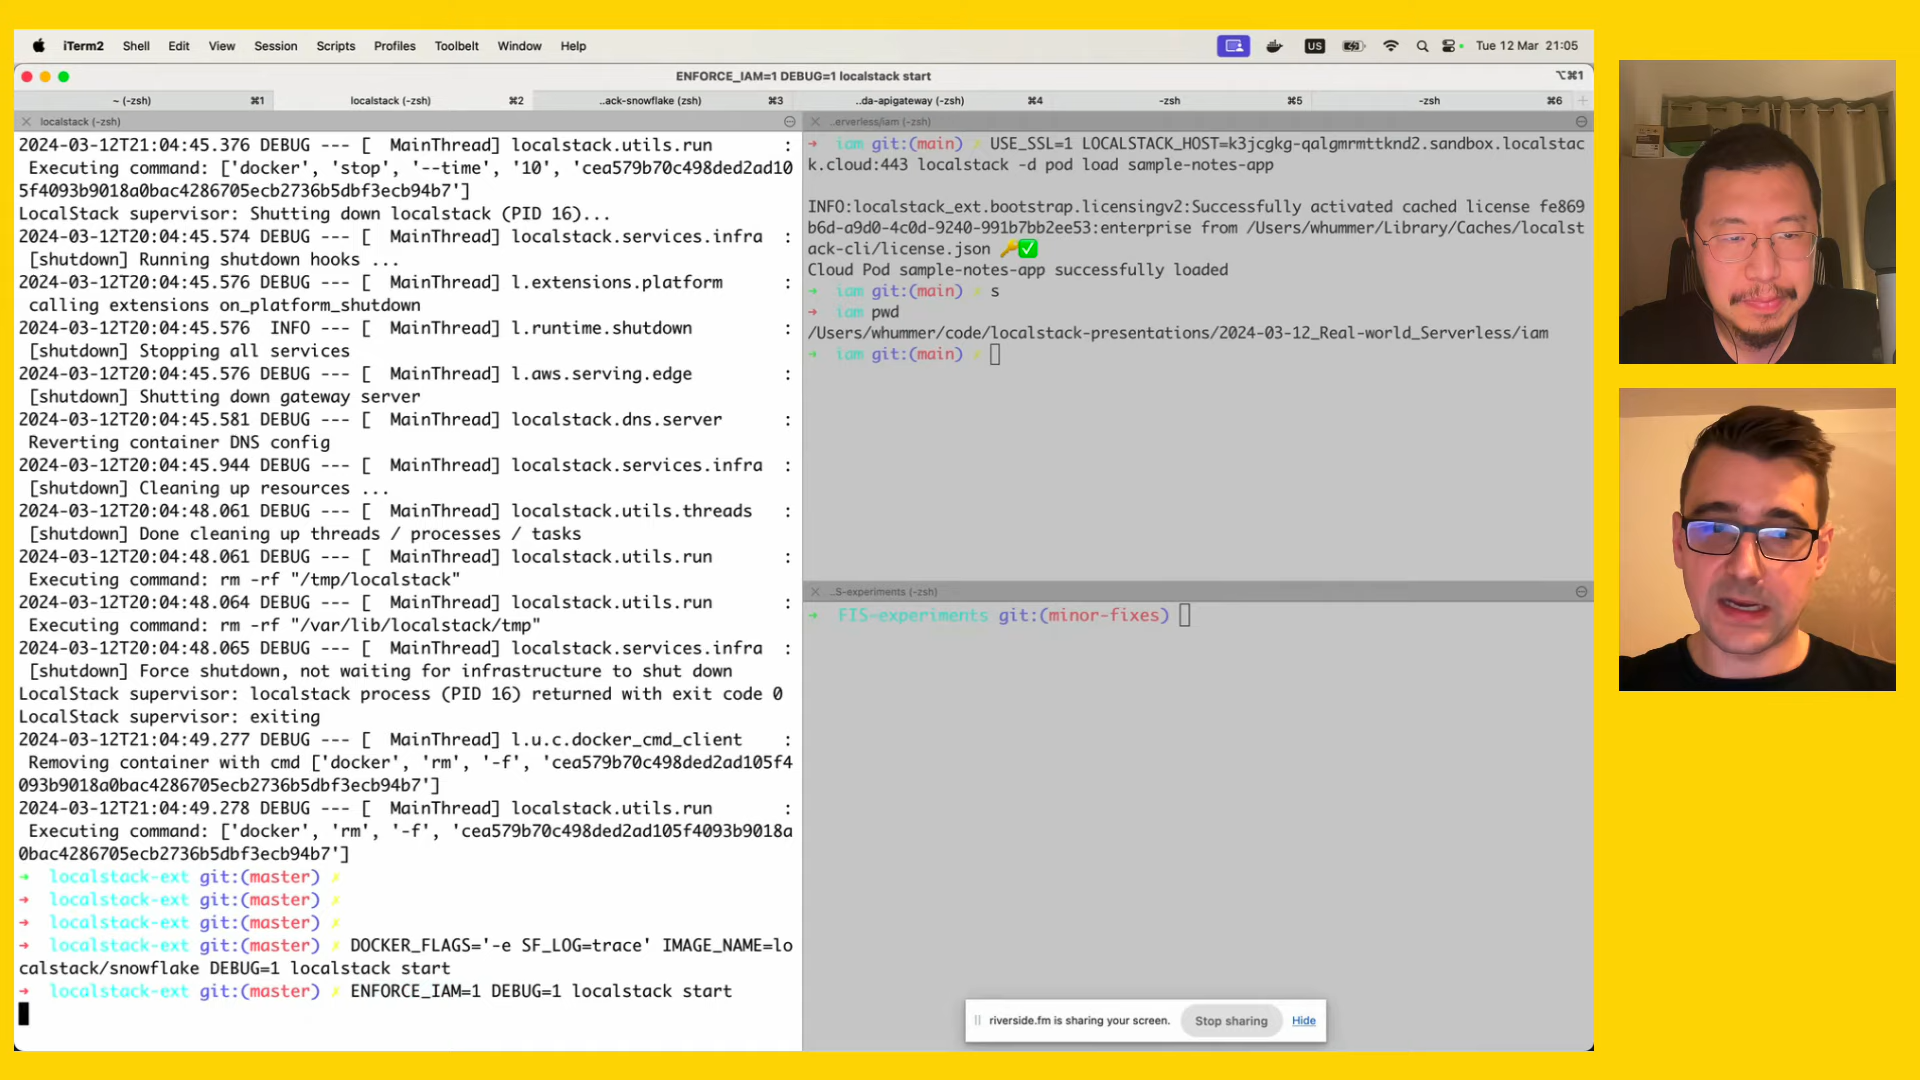 iTerm2 Shell Edit View Session Scripts Profiles Toolbelt Window Help US Tue 12 Mar 21:05
ENFORCE_IAM=1 DEBUG=1 localstack start ⌥⌘1
~ (-zsh) ⌘1 localstack (-zsh) ⌘2 ..ack-snowflake (zsh) ⌘3 ..da-apigateway (-zsh) ⌘4 -zsh ⌘5 -zsh ⌘6
localstack (-zsh)
2024-03-12T21:04:45.376 DEBUG --- [  MainThread] localstack.utils.run :
Executing command: ['docker', 'stop', '--time', '10', 'cea579b70c498ded2ad10
5f4093b9018a0bac4286705ecb2736b5dbf3ecb94b7']
LocalStack supervisor: Shutting down localstack (PID 16)...
2024-03-12T20:04:45.574 DEBUG --- [  MainThread] localstack.services.infra :
[shutdown] Running shutdown hooks ...
2024-03-12T20:04:45.576 DEBUG --- [  MainThread] l.extensions.platform :
calling extensions on_platform_shutdown
2024-03-12T20:04:45.576  INFO --- [  MainThread] l.runtime.shutdown :
[shutdown] Stopping all services
2024-03-12T20:04:45.576 DEBUG --- [  MainThread] l.aws.serving.edge :
[shutdown] Shutting down gateway server
2024-03-12T20:04:45.581 DEBUG --- [  MainThread] localstack.dns.server :
Reverting container DNS config
2024-03-12T20:04:45.944 DEBUG --- [  MainThread] localstack.services.infra :
[shutdown] Cleaning up resources ...
2024-03-12T20:04:48.061 DEBUG --- [  MainThread] localstack.utils.threads :
[shutdown] Done cleaning up threads / processes / tasks
2024-03-12T20:04:48.061 DEBUG --- [  MainThread] localstack.utils.run :
Executing command: rm -rf "/tmp/localstack"
2024-03-12T20:04:48.064 DEBUG --- [  MainThread] localstack.utils.run :
Executing command: rm -rf "/var/lib/localstack/tmp"
2024-03-12T20:04:48.065 DEBUG --- [  MainThread] localstack.services.infra :
[shutdown] Force shutdown, not waiting for infrastructure to shut down
LocalStack supervisor: localstack process (PID 16) returned with exit code 0
LocalStack supervisor: exiting
2024-03-12T21:04:49.277 DEBUG --- [  MainThread] l.u.c.docker_cmd_client :
Removing container with cmd ['docker', 'rm', '-f', 'cea579b70c498ded2ad105f4
093b9018a0bac4286705ecb2736b5dbf3ecb94b7']
2024-03-12T21:04:49.278 DEBUG --- [  MainThread] localstack.utils.run :
Executing command: ['docker', 'rm', '-f', 'cea579b70c498ded2ad105f4093b9018a
0bac4286705ecb2736b5dbf3ecb94b7']
➜ localstack-ext git:(master) ✗
➜ localstack-ext git:(master) ✗
➜ localstack-ext git:(master) ✗
➜ localstack-ext git:(master) ✗ DOCKER_FLAGS='-e SF_LOG=trace' IMAGE_NAME=lo
calstack/snowflake DEBUG=1 localstack start
➜ localstack-ext git:(master) ✗ ENFORCE_IAM=1 DEBUG=1 localstack start
..erverless/iam (-zsh)
➜ iam git:(main) ✗ USE_SSL=1 LOCALSTACK_HOST=k3jcgkg-qalgmrmttknd2.sandbox.localstac
k.cloud:443 localstack -d pod load sample-notes-app
INFO:localstack_ext.bootstrap.licensingv2:Successfully activated cached license fe869
b6d-a9d0-4c0d-9240-991b7bb2ee53:enterprise from /Users/whummer/Library/Caches/localst
ack-cli/license.json 🔑✅
Cloud Pod sample-notes-app successfully loaded
➜ iam git:(main) ✗ s
➜ iam pwd
/Users/whummer/code/localstack-presentations/2024-03-12_Real-world_Serverless/iam
➜ iam git:(main) ✗
..S-experiments (-zsh)
➜ FIS-experiments git:(minor-fixes)
riverside.fm is sharing your screen. Stop sharing Hide